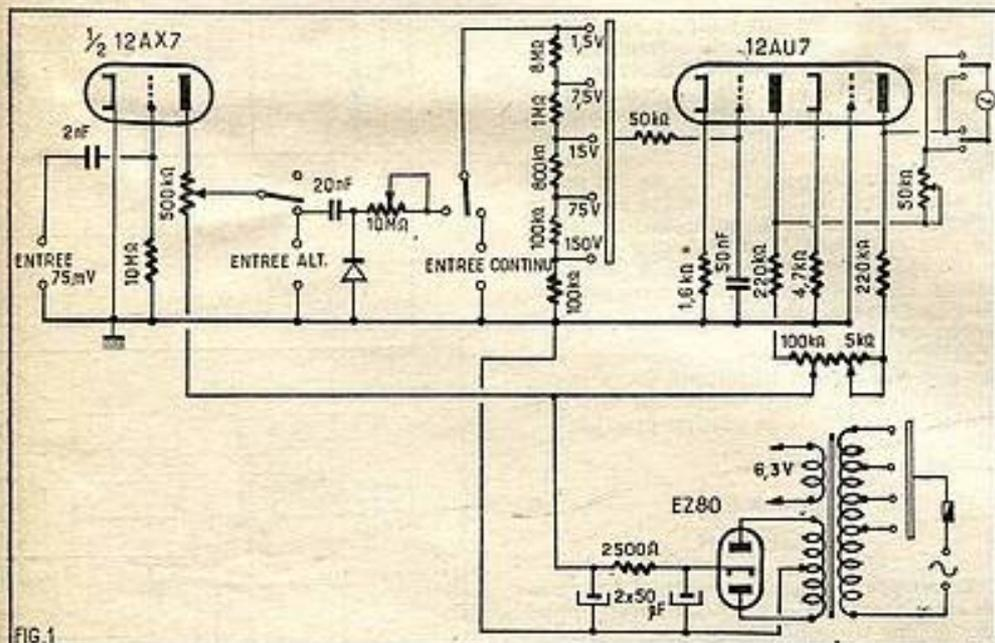 ½ 12AX7
12AU7
2nF
500kΩ
10MΩ
ENTREE
75mV
20nF
10MΩ
ENTREE ALT.
ENTREE CONTINU
8MΩ
1MΩ
800kΩ
100kΩ
100kΩ
1,5V
7,5V
15V
75V
150V
50kΩ
1,6kΩ*
50nF
220kΩ
4,7kΩ
220kΩ
50kΩ
100kΩ
5kΩ
6,3V
EZ80
2500Ω
2x50
µF
FIG.1